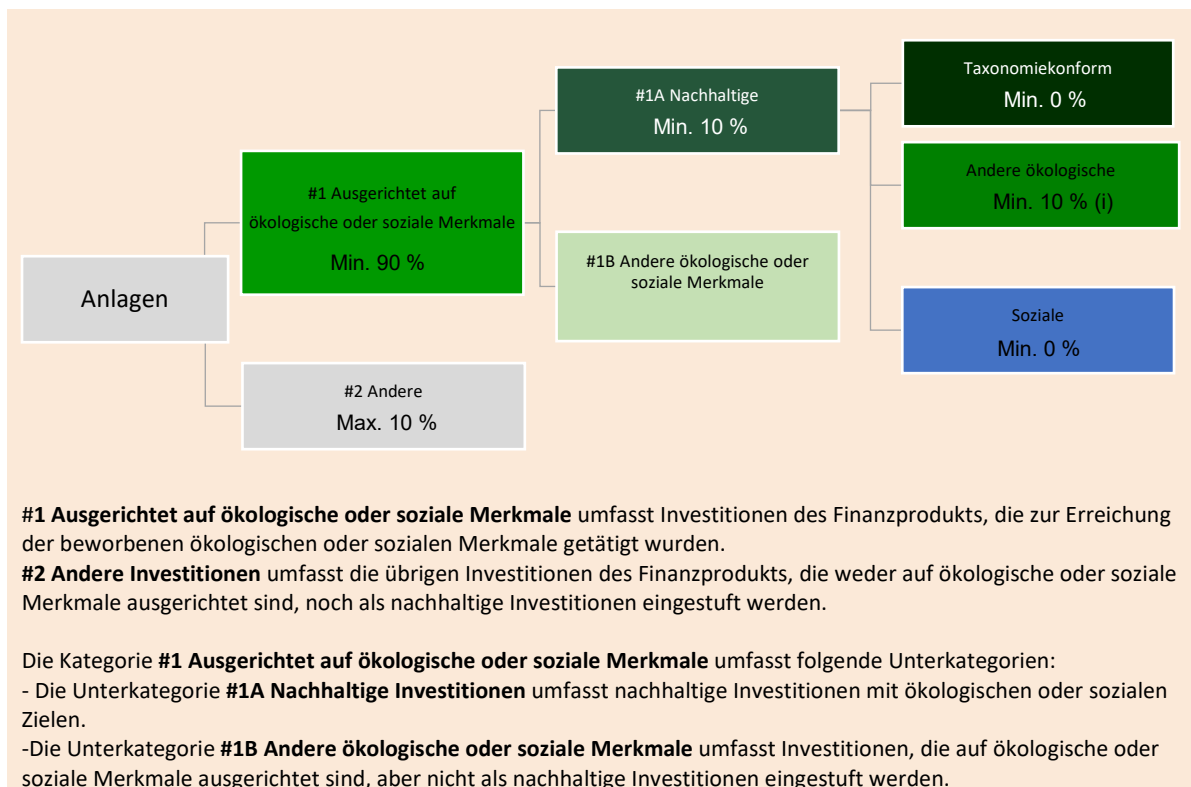 Anlagen
#1 Ausgerichtet auf
ökologische oder soziale Merkmale
Min. 90 %
#2 Andere
Max. 10 %
#1A Nachhaltige
Min. 10 %
#1B Andere ökologische oder
soziale Merkmale
Taxonomiekonform
Min. 0 %
Andere ökologische
Min. 10 % (i)
Soziale
Min. 0 %
#1 Ausgerichtet auf ökologische oder soziale Merkmale umfasst Investitionen des Finanzprodukts, die zur Erreichung
der beworbenen ökologischen oder sozialen Merkmale getätigt wurden.
#2 Andere Investitionen umfasst die übrigen Investitionen des Finanzprodukts, die weder auf ökologische oder soziale
Merkmale ausgerichtet sind, noch als nachhaltige Investitionen eingestuft werden.
Die Kategorie #1 Ausgerichtet auf ökologische oder soziale Merkmale umfasst folgende Unterkategorien:
- Die Unterkategorie #1A Nachhaltige Investitionen umfasst nachhaltige Investitionen mit ökologischen oder sozialen
Zielen.
-Die Unterkategorie #1B Andere ökologische oder soziale Merkmale umfasst Investitionen, die auf ökologische oder
soziale Merkmale ausgerichtet sind, aber nicht als nachhaltige Investitionen eingestuft werden.